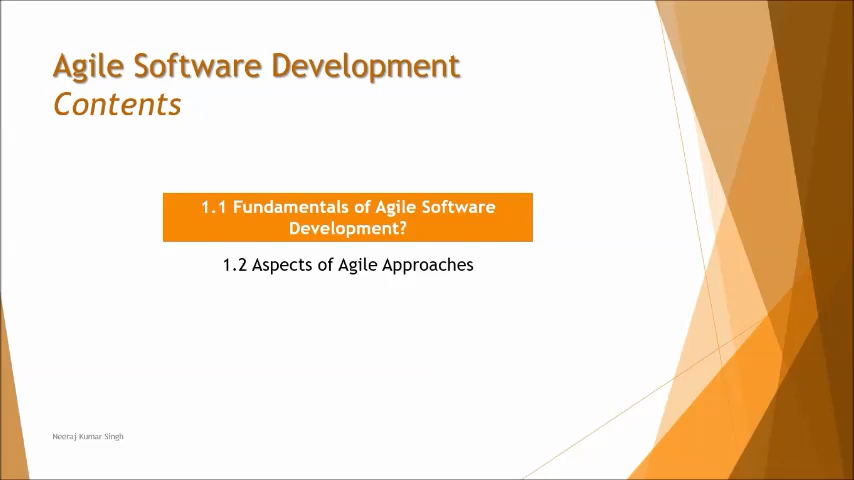 Agile Software Development
Contents
1.1 Fundamentals of Agile Software
Development?
1.2 Aspects of Agile Approaches
Neeraj Kumar Singh